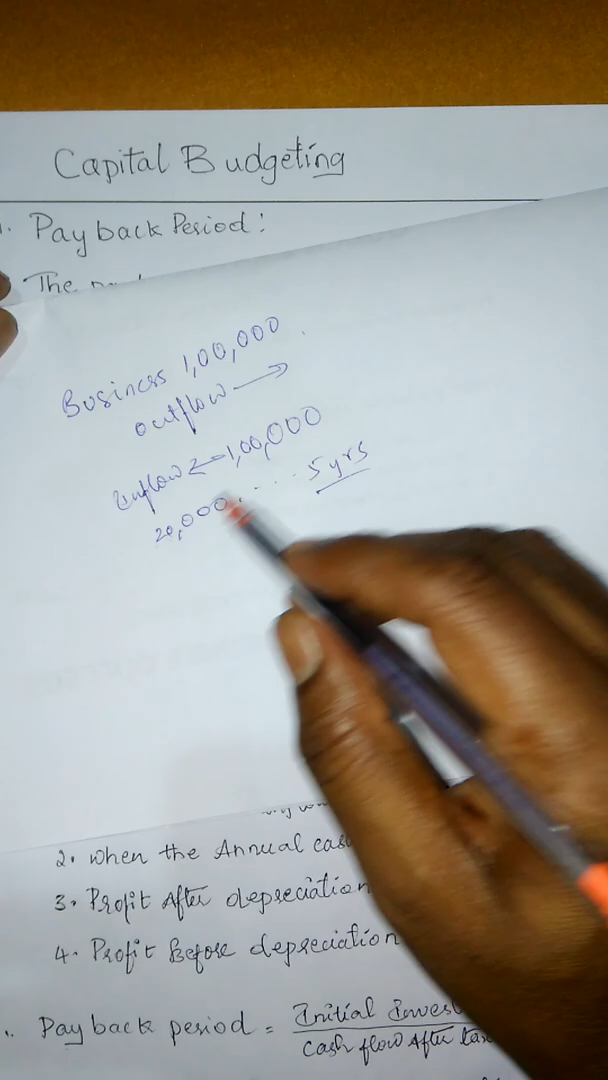 Capital Budgeting
1. Pay back Period:
The
Business 1,00,000
outflow →
Inflow ← 1,00,000
20,000.... 5 yrs
2. When the Annual
3. Profit After depreciation
4. Profit Before depreciation
Pay back period = Initial
Cash flow After